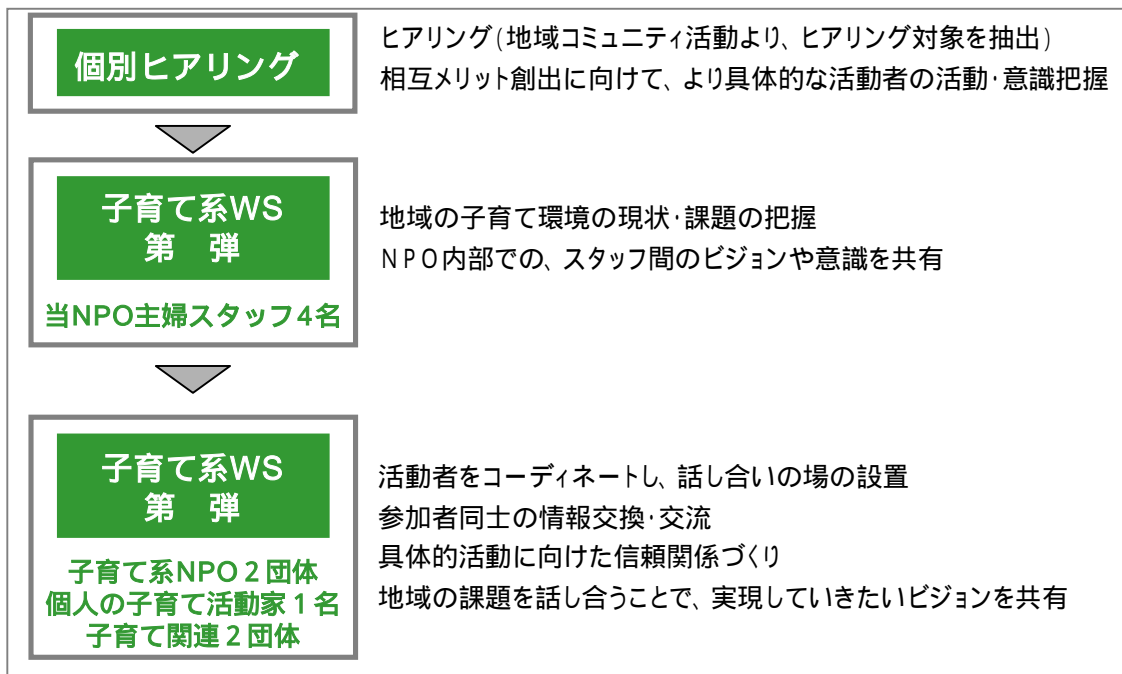 個別ヒアリング
ヒアリング(地域コミュニティ活動より、ヒアリング対象を抽出)
相互メリット創出に向けて、より具体的な活動者の活動・意識把握
子育て系WS
第　弾
当NPO主婦スタッフ4名
地域の子育て環境の現状・課題の把握
NPO内部での、スタッフ間のビジョンや意識を共有
子育て系WS
第　弾
子育て系NPO２団体
個人の子育て活動家１名
子育て関連２団体
活動者をコーディネートし、話し合いの場の設置
参加者同士の情報交換・交流
具体的活動に向けた信頼関係づくり
地域の課題を話し合うことで、実現していきたいビジョンを共有